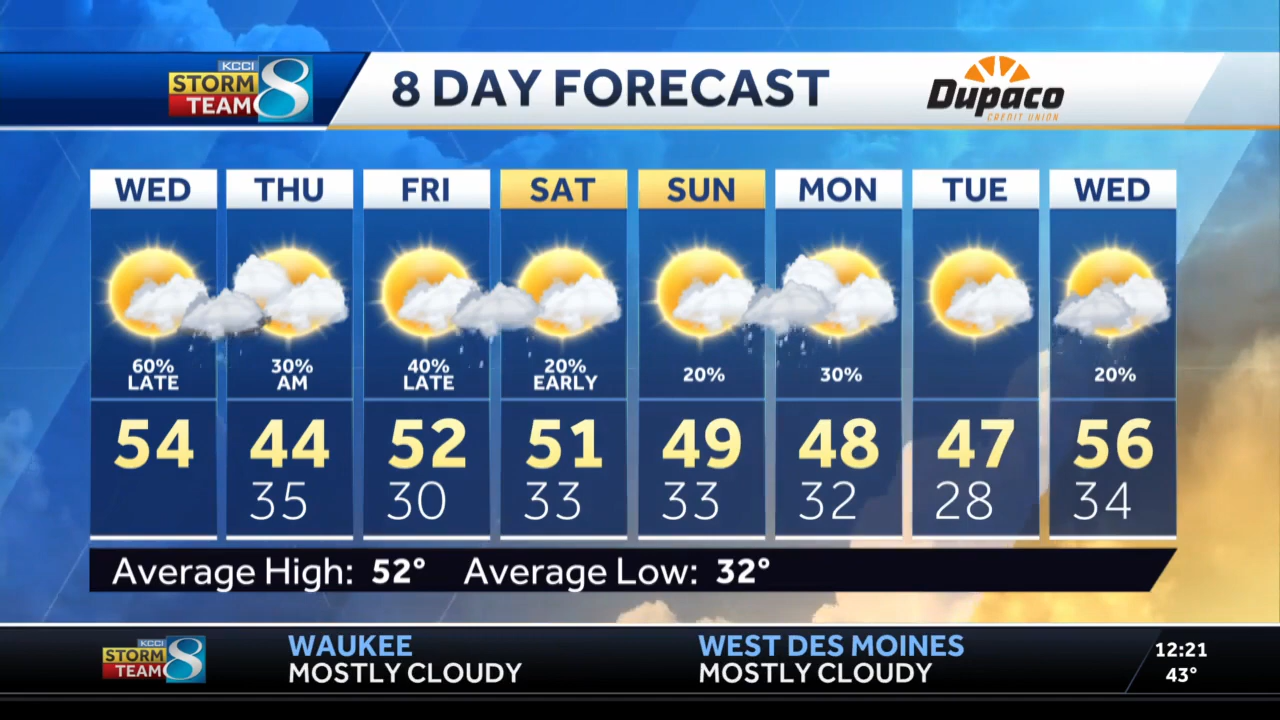 KCCI
STORM
TEAM 8
8 DAY FORECAST
Dupaco
CREDIT UNION
WED THU FRI SAT SUN MON TUE WED
60% LATE
30% AM
40% LATE
20% EARLY
20%
30%
20%
54 44 52 51 49 48 47 56
35 30 33 33 32 28 34
Average High: 52° Average Low: 32°
KCCI
STORM
TEAM 8
WAUKEE
MOSTLY CLOUDY
WEST DES MOINES
MOSTLY CLOUDY
12:21
43°